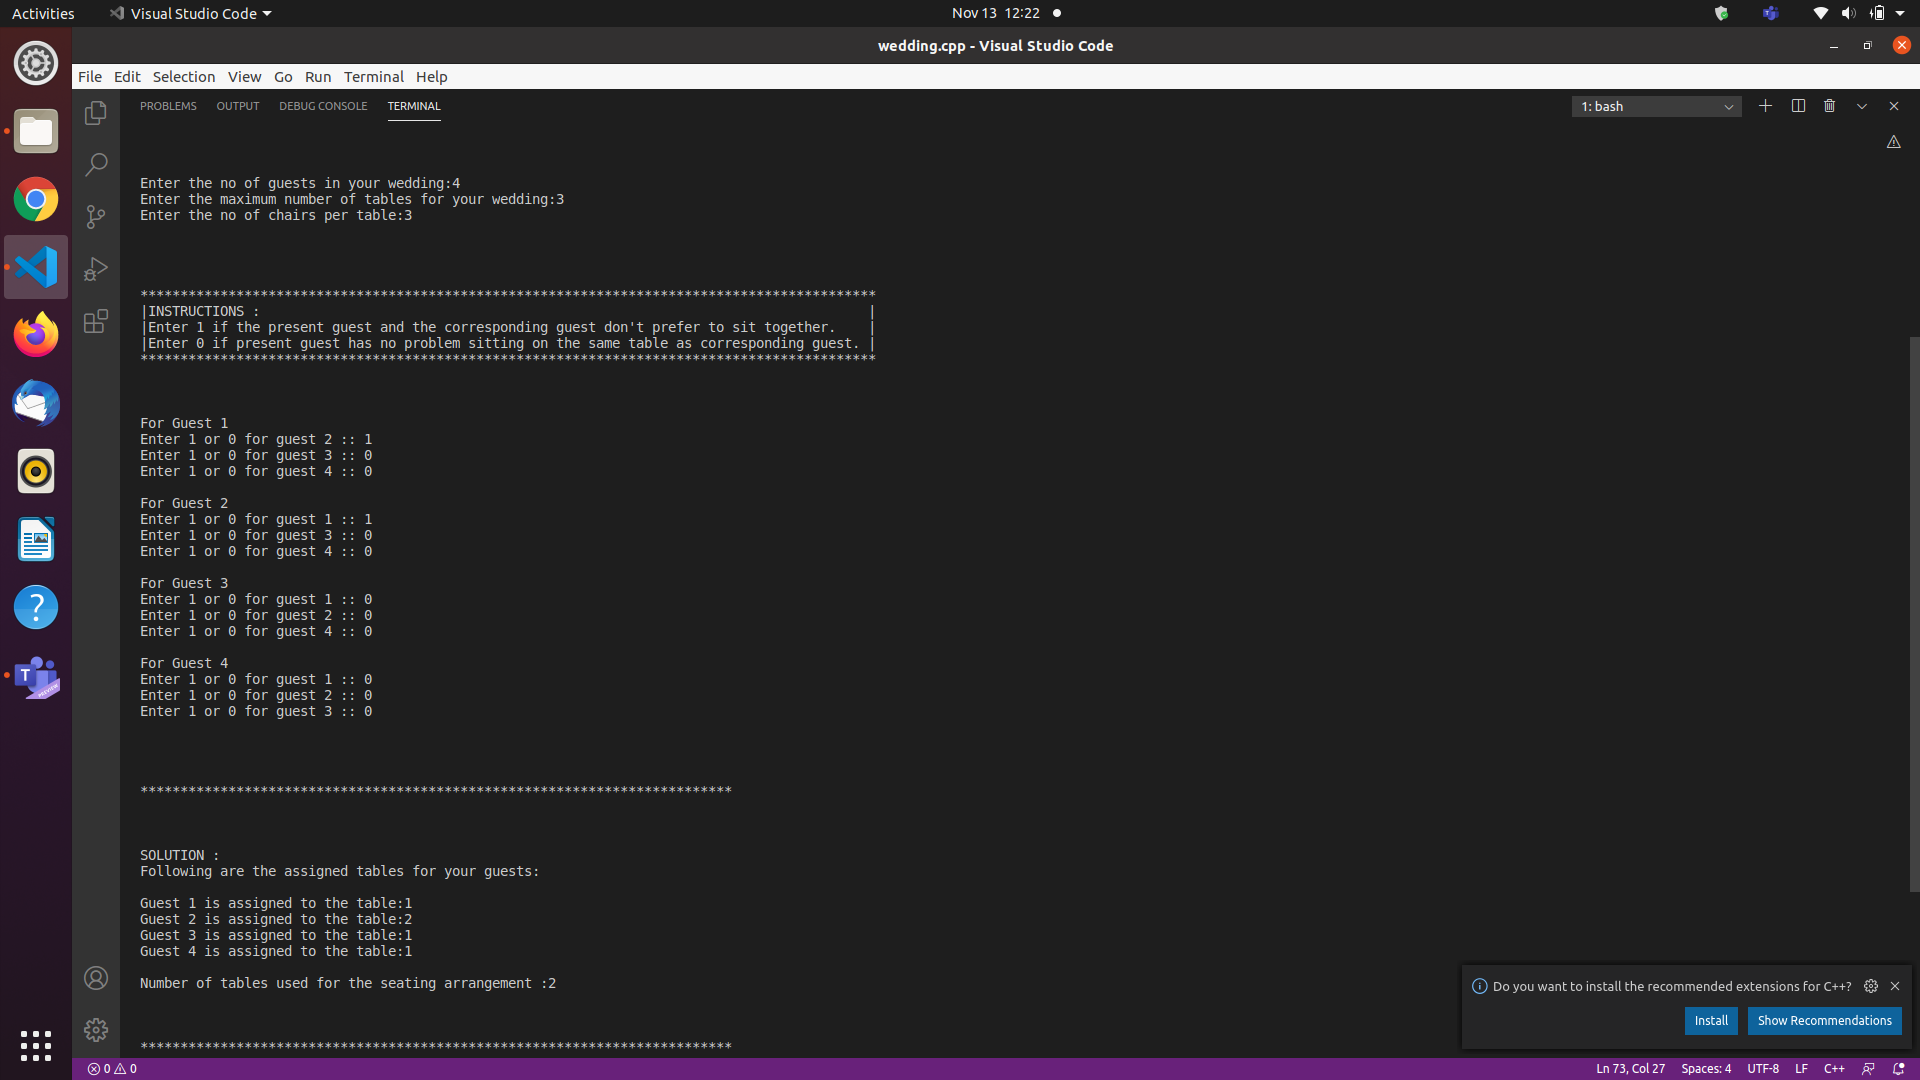 Activities Visual Studio Code Nov 13 12:22
wedding.cpp - Visual Studio Code
File Edit Selection View Go Run Terminal Help
PROBLEMS OUTPUT DEBUG CONSOLE TERMINAL 1: bash
Enter the no of guests in your wedding:4
Enter the maximum number of tables for your wedding:3
Enter the no of chairs per table:3
********************************************************************************************
|INSTRUCTIONS : |
|Enter 1 if the present guest and the corresponding guest don't prefer to sit together. |
|Enter 0 if present guest has no problem sitting on the same table as corresponding guest. |
********************************************************************************************
For Guest 1
Enter 1 or 0 for guest 2 :: 1
Enter 1 or 0 for guest 3 :: 0
Enter 1 or 0 for guest 4 :: 0
For Guest 2
Enter 1 or 0 for guest 1 :: 1
Enter 1 or 0 for guest 3 :: 0
Enter 1 or 0 for guest 4 :: 0
For Guest 3
Enter 1 or 0 for guest 1 :: 0
Enter 1 or 0 for guest 2 :: 0
Enter 1 or 0 for guest 4 :: 0
For Guest 4
Enter 1 or 0 for guest 1 :: 0
Enter 1 or 0 for guest 2 :: 0
Enter 1 or 0 for guest 3 :: 0
**************************************************************************
SOLUTION :
Following are the assigned tables for your guests:
Guest 1 is assigned to the table:1
Guest 2 is assigned to the table:2
Guest 3 is assigned to the table:1
Guest 4 is assigned to the table:1
Number of tables used for the seating arrangement :2
**************************************************************************
Do you want to install the recommended extensions for C++?
Install Show Recommendations
0 0 Ln 73, Col 27 Spaces: 4 UTF-8 LF C++